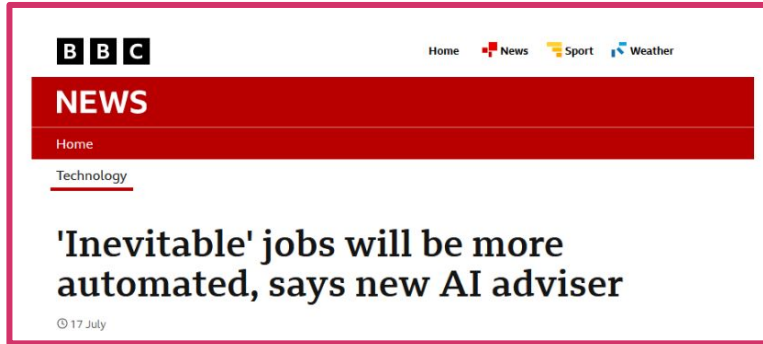 BBC
Home News Sport Weather
NEWS
Home
Technology
'Inevitable' jobs will be more
automated, says new AI adviser
17 July